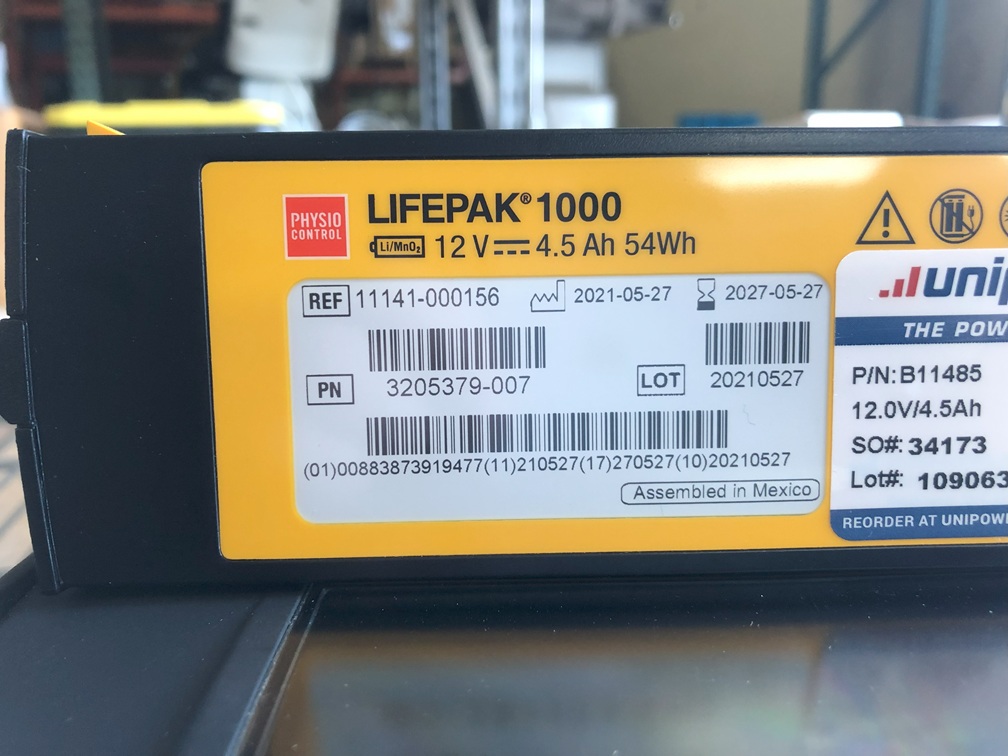 PHYSIO
CONTROL
LIFEPAK® 1000
Li/MnO₂ 12 V 4.5 Ah 54Wh
REF 11141-000156 2021-05-27 2027-05-27
PN 3205379-007 LOT 20210527
(01)00883873919477(11)210527(17)270527(10)20210527
Assembled in Mexico
THE
P/N: B11485
12.0V/4.5Ah
SO#: 34173
Lot#: 109063
REORDER AT